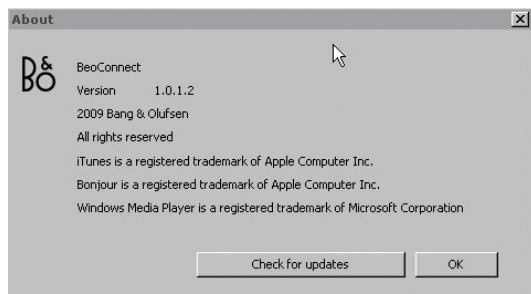 About
B&O
BeoConnect
Version 1.0.1.2
2009 Bang & Olufsen
All rights reserved
iTunes is a registered trademark of Apple Computer Inc.
Bonjour is a registered trademark of Apple Computer Inc.
Windows Media Player is a registered trademark of Microsoft Corporation
Check for updates OK